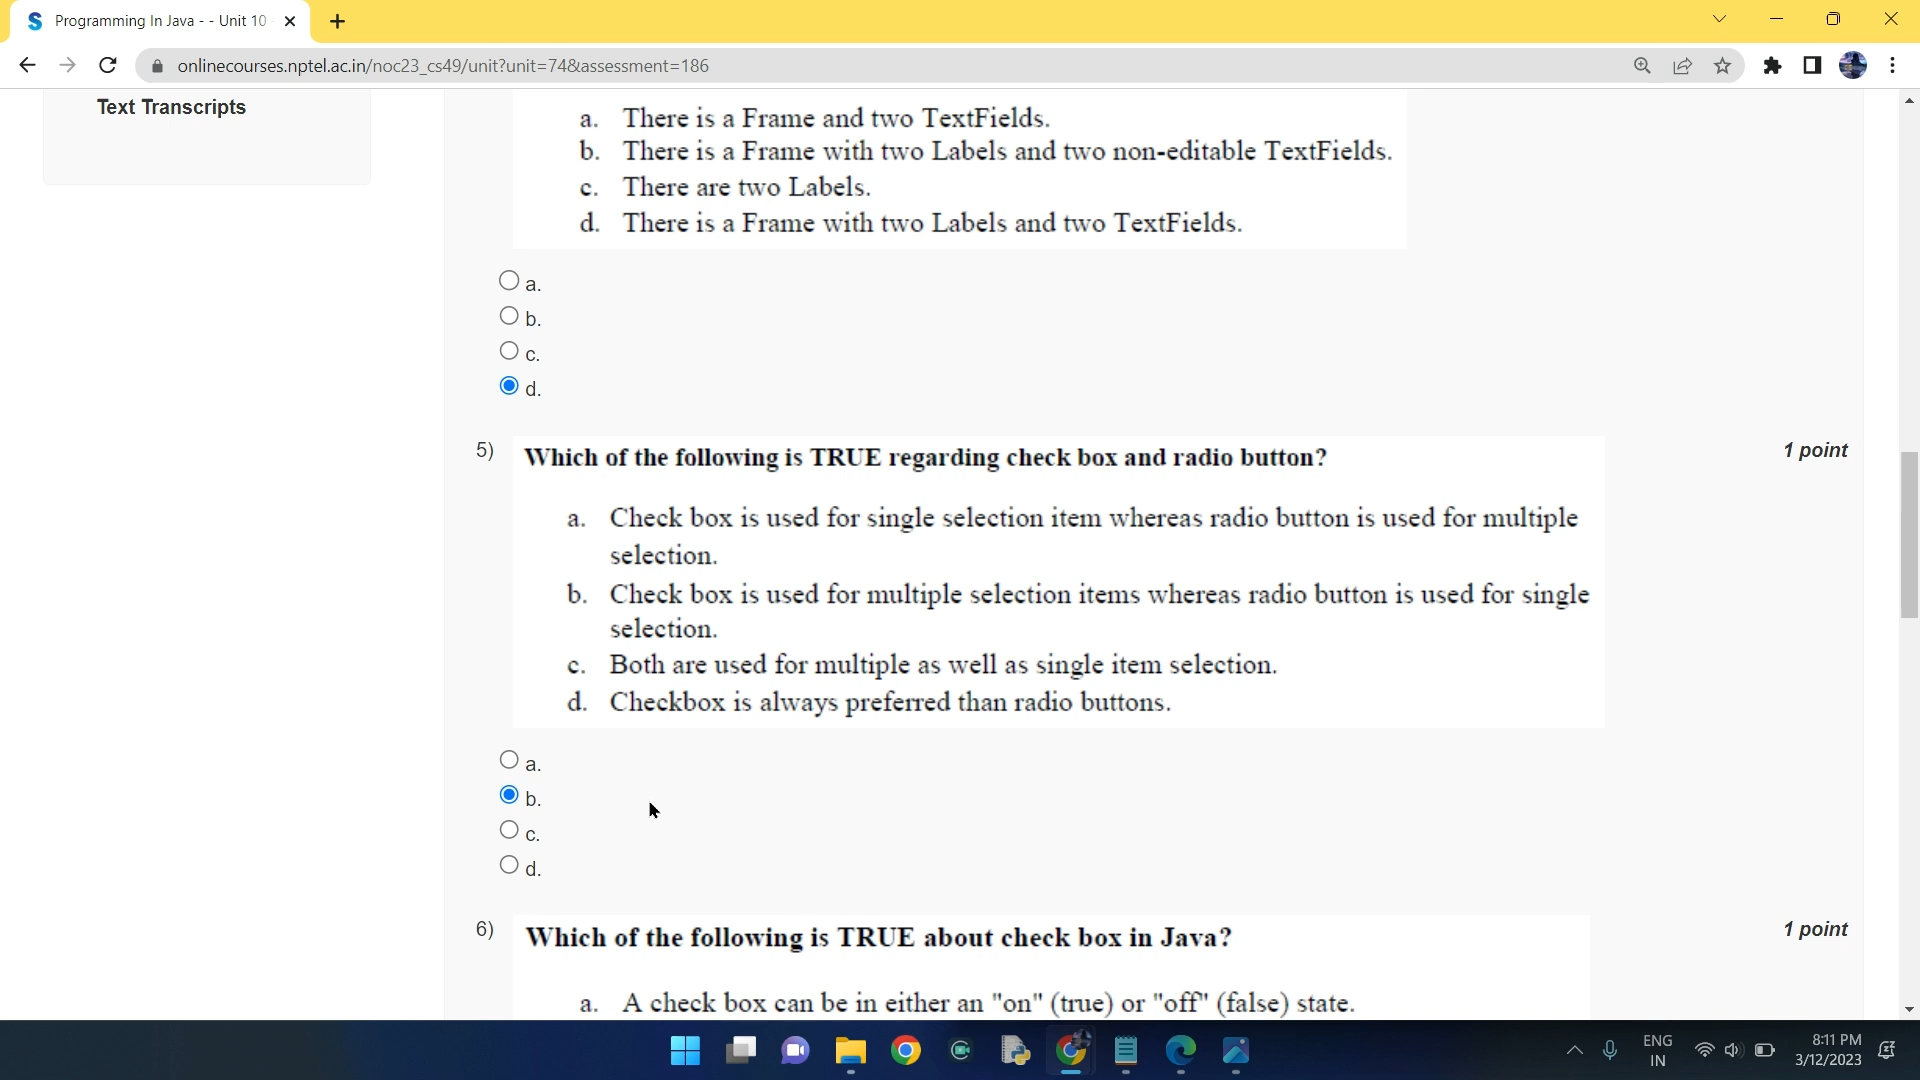 Programming In Java - - Unit 10
onlinecourses.nptel.ac.in/noc23_cs49/unit?unit=74&assessment=186
Text Transcripts
a. There is a Frame and two TextFields.
b. There is a Frame with two Labels and two non-editable TextFields.
c. There are two Labels.
d. There is a Frame with two Labels and two TextFields.
a.
b.
c.
d.
5) Which of the following is TRUE regarding check box and radio button? 1 point
a. Check box is used for single selection item whereas radio button is used for multiple
selection.
b. Check box is used for multiple selection items whereas radio button is used for single
selection.
c. Both are used for multiple as well as single item selection.
d. Checkbox is always preferred than radio buttons.
a.
b.
c.
d.
6) Which of the following is TRUE about check box in Java? 1 point
a. A check box can be in either an "on" (true) or "off" (false) state.
ENG
IN
8:11 PM
3/12/2023